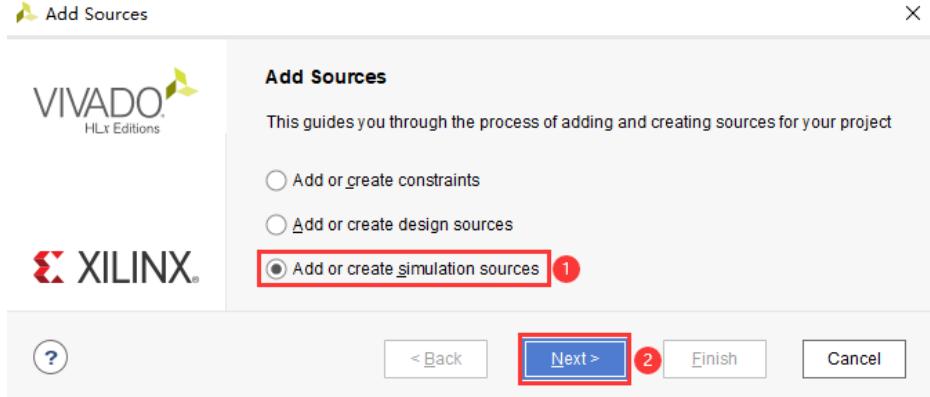 Add Sources
VIVADO.
HLx Editions
XILINX.
Add Sources
This guides you through the process of adding and creating sources for your project
Add or create constraints
Add or create design sources
Add or create simulation sources 1
?
< Back
Next > 2
Finish
Cancel